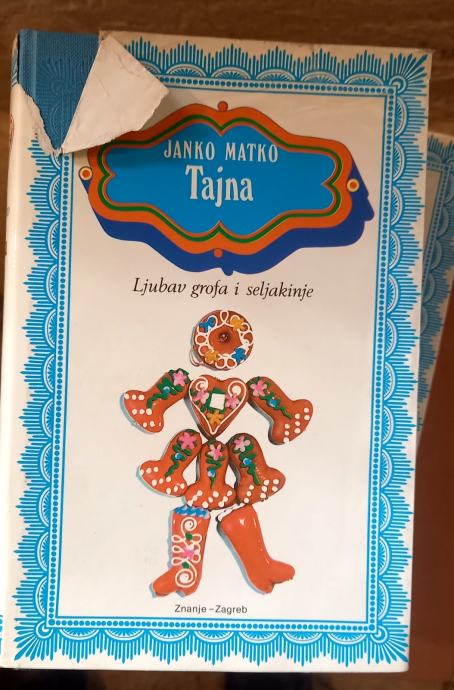 JANKO MATKO
Tajna
Ljubav grofa i seljakinje
Znanje – Zagreb